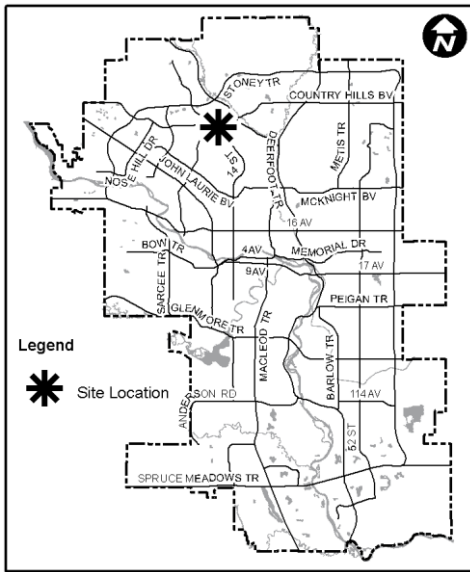 N
STONEY TR
COUNTRY HILLS BV
METIS TR
DEERFOOT TR
14 ST
NOSE HILL DR
JOHN LAURIE BV
MCKNIGHT BV
16 AV
BOW TR
4AV
MEMORIAL DR
9AV
17 AV
SARCEE TR
PEIGAN TR
GLENMORE TR
MACLEOD TR
BARLOW TR
Legend
Site Location
ANDERSON RD
114 AV
52 ST
SPRUCE MEADOWS TR